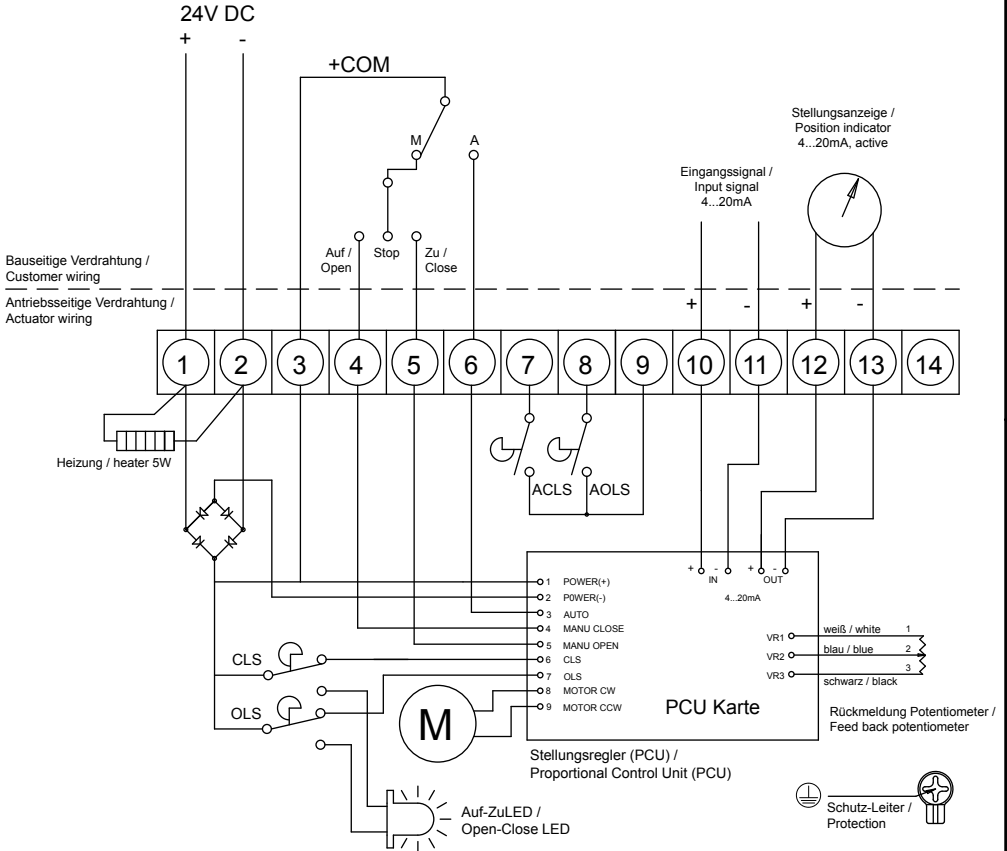 24V DC
+ -
+COM
M A
Auf /
Open
Stop
Zu /
Close
Eingangssignal /
Input signal
4...20mA
Stellungsanzeige /
Position indicator
4...20mA, active
Bauseitige Verdrahtung /
Customer wiring
Antriebsseitige Verdrahtung /
Actuator wiring
+ - + -
1 2 3 4 5 6 7 8 9 10 11 12 13 14
Heizung / heater 5W
ACLS AOLS
+ - + -
IN OUT
4...20mA
1 POWER(+)
2 P0WER(-)
3 AUTO
4 MANU CLOSE
5 MANU OPEN
6 CLS
7 OLS
8 MOTOR CW
9 MOTOR CCW
CLS
OLS
M
PCU Karte
VR1 weiß / white 1
VR2 blau / blue 2
VR3 schwarz / black 3
Rückmeldung Potentiometer /
Feed back potentiometer
Stellungsregler (PCU) /
Proportional Control Unit (PCU)
Auf-ZuLED /
Open-Close LED
Schutz-Leiter /
Protection